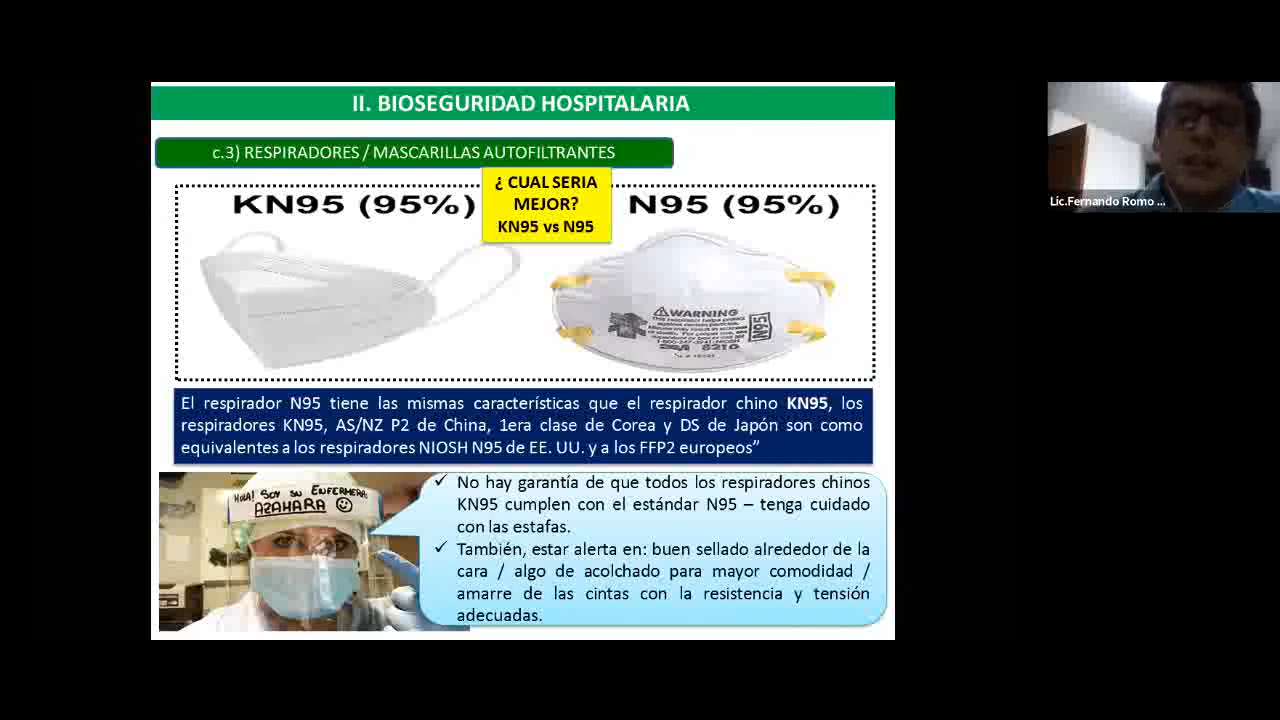 II. BIOSEGURIDAD HOSPITALARIA
c.3) RESPIRADORES / MASCARILLAS AUTOFILTRANTES
¿ CUAL SERIA
MEJOR?
KN95 vs N95
KN95 (95%)
N95 (95%)
WARNING
N95
3M 8210
El respirador N95 tiene las mismas características que el respirador chino KN95, los
respiradores KN95, AS/NZ P2 de China, 1era clase de Corea y DS de Japón son como
equivalentes a los respiradores NIOSH N95 de EE. UU. y a los FFP2 europeos”
HOLA! SOY SU ENFERMERA
AZAHARA
✓ No hay garantía de que todos los respiradores chinos
KN95 cumplen con el estándar N95 – tenga cuidado
con las estafas.
✓ También, estar alerta en: buen sellado alrededor de la
cara / algo de acolchado para mayor comodidad /
amarre de las cintas con la resistencia y tensión
adecuadas.
Lic.Fernando Romo ...